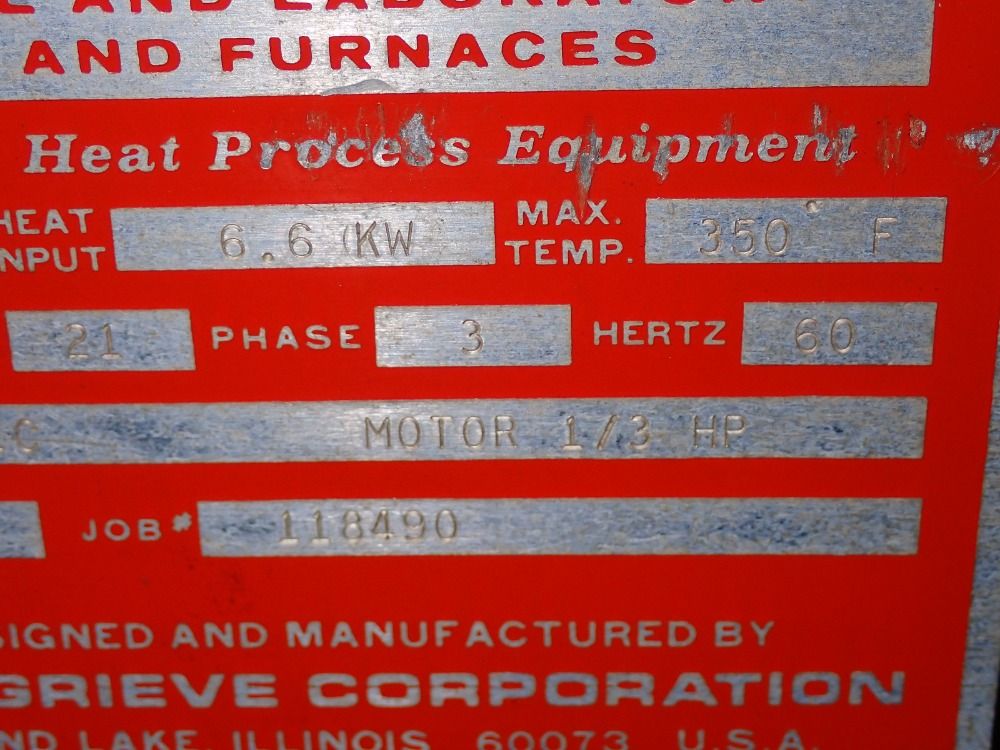 AND FURNACES
Heat Process Equipment
HEAT INPUT 6.6 KW MAX. TEMP. 350° F
21 PHASE 3 HERTZ 60
MOTOR 1/3 HP
JOB # 118490
SIGNED AND MANUFACTURED BY
GRIEVE CORPORATION
ND LAKE ILLINOIS 60073 U.S.A.